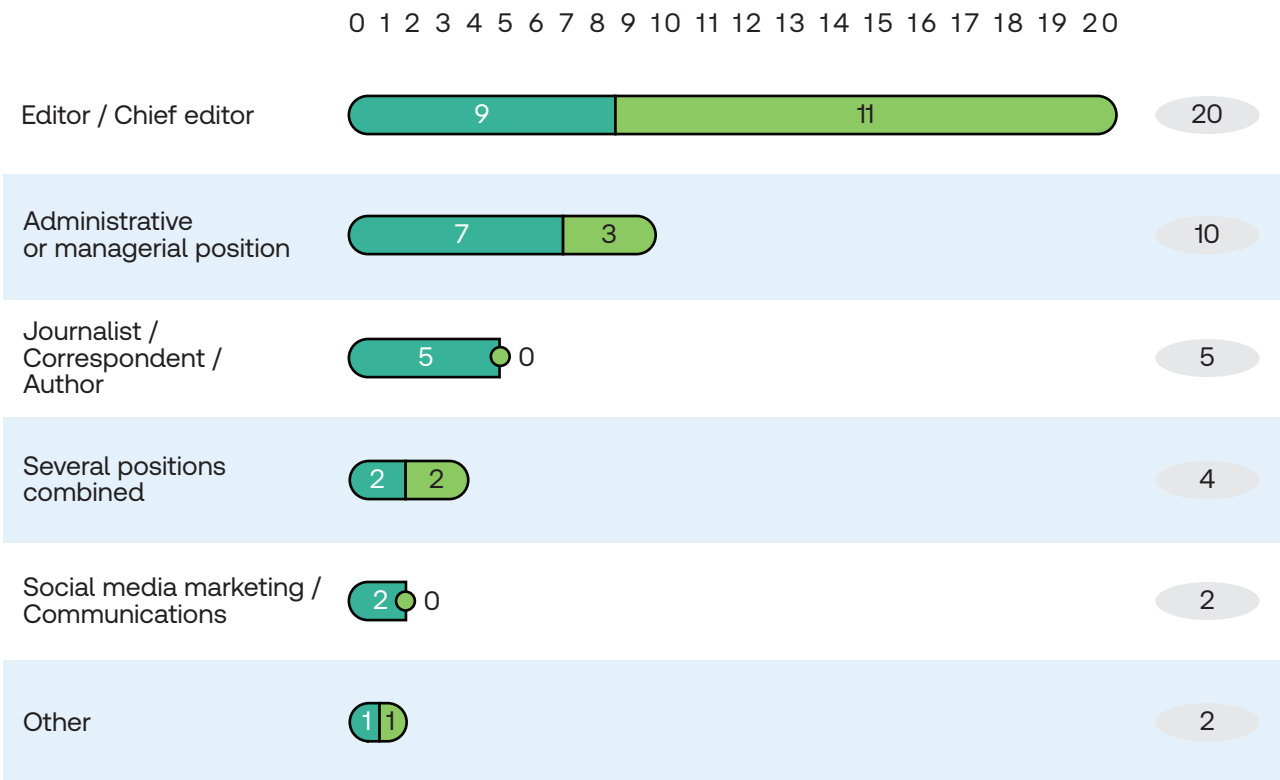 0 1 2 3 4 5 6 7 8 9 10 11 12 13 14 15 16 17 18 19 20
Editor / Chief editor 9 11 20
Administrative
or managerial position 7 3 10
Journalist /
Correspondent / 5 0 5
Author
Several positions
combined 2 2 4
Social media marketing /
Communications 2 0 2
Other 1 1 2